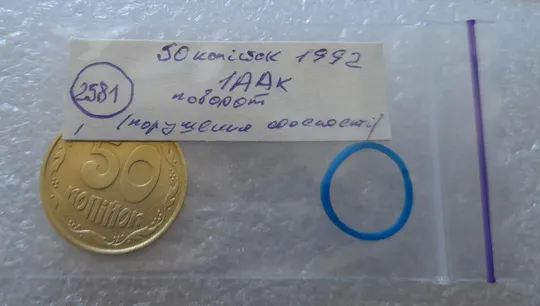 50 копійок 1992
1ААк
2581
поворот
(порушення соосності)
50
КОПІЙОК